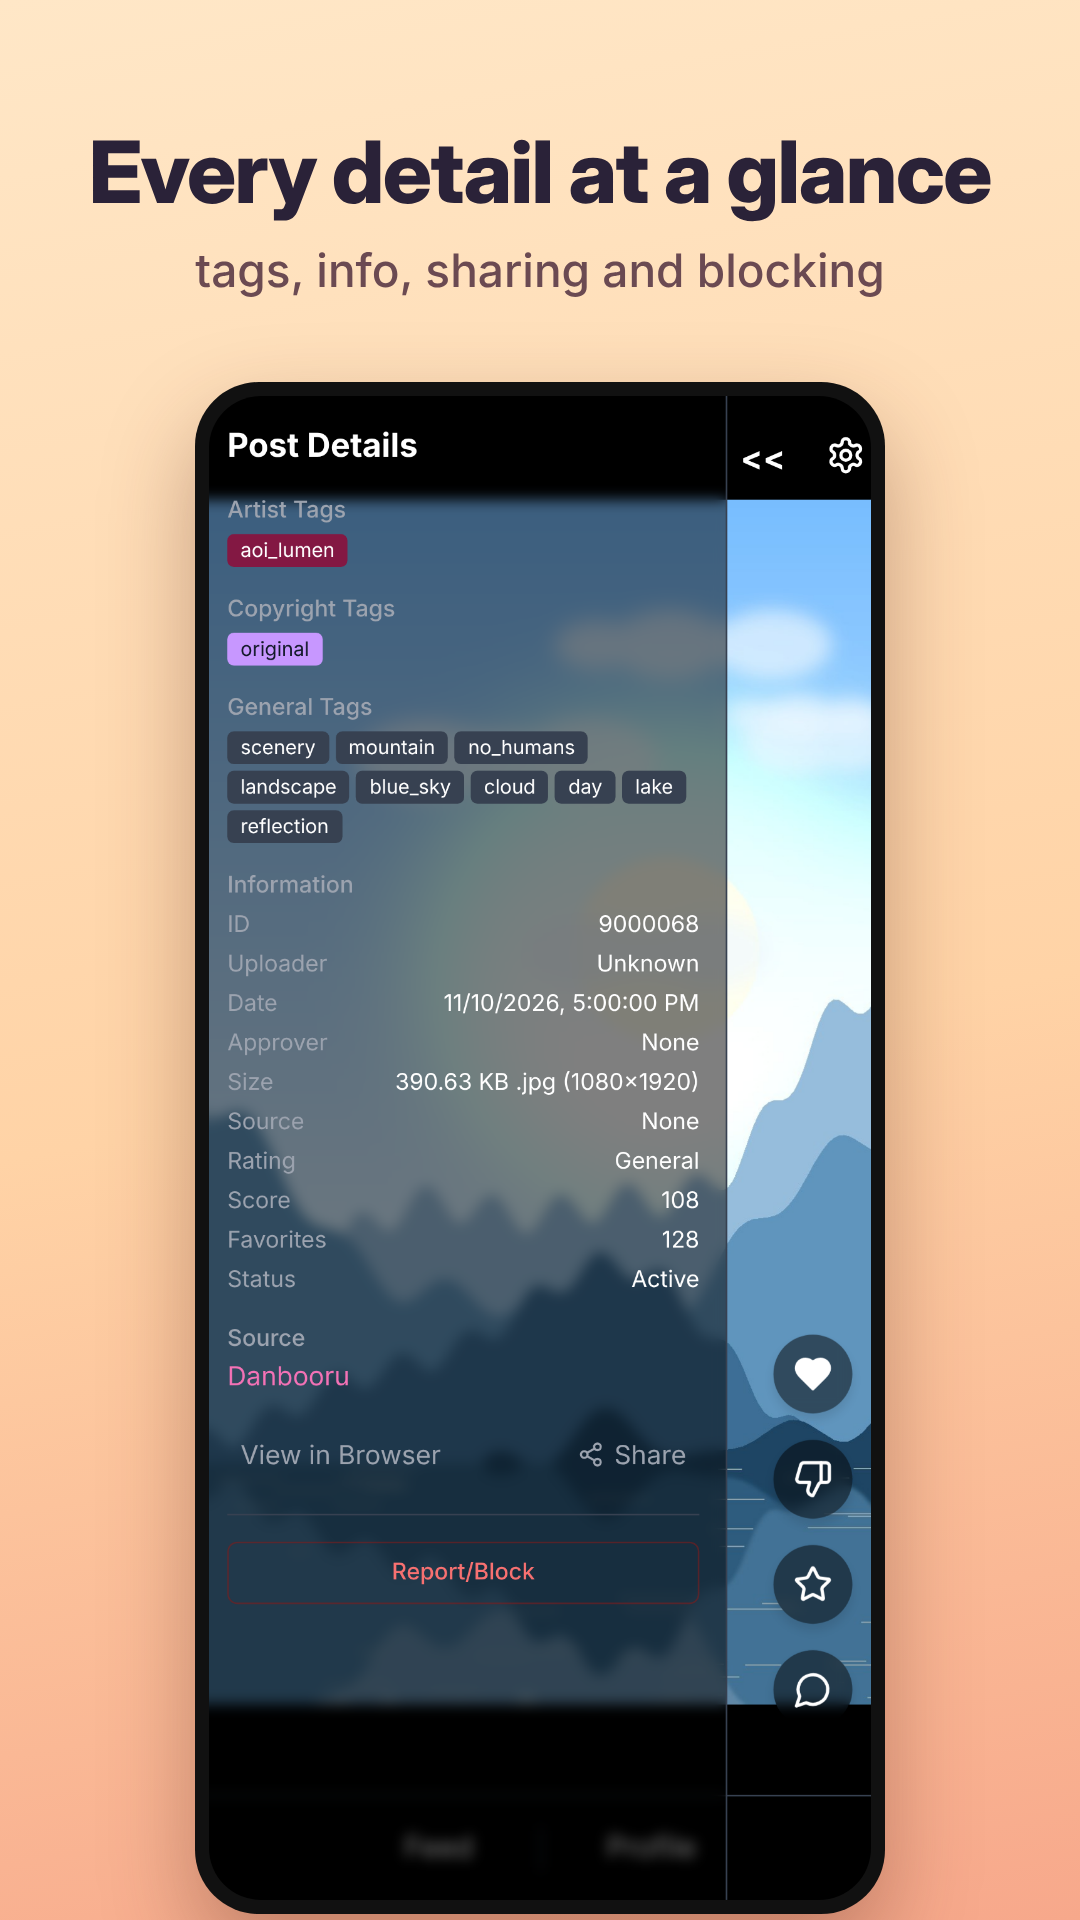 Every detail at a glance
tags, info, sharing and blocking
Post Details
<<
Artist Tags
aoi_lumen
Copyright Tags
original
General Tags
scenery mountain no_humans
landscape blue_sky cloud day lake
reflection
Information
ID 9000068
Uploader Unknown
Date 11/10/2026, 5:00:00 PM
Approver None
Size 390.63 KB .jpg (1080×1920)
Source None
Rating General
Score 108
Favorites 128
Status Active
Source
Danbooru
View in Browser Share
Report/Block
Feed Profile